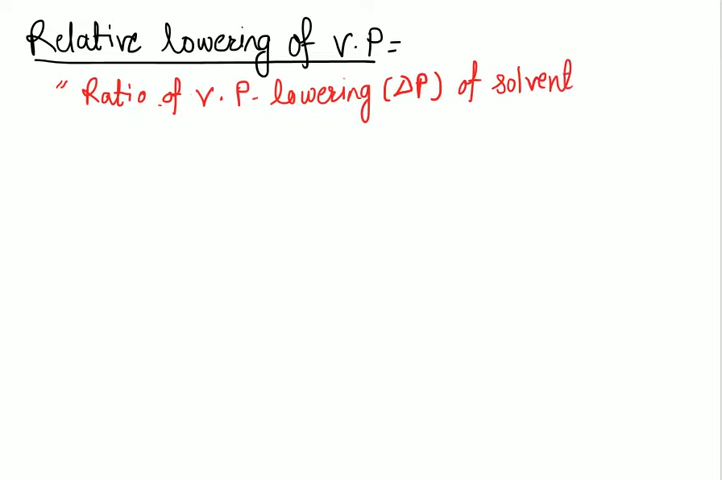 Relative lowering of V.P=
" Ratio of V.P. lowering (ΔP) of solvent